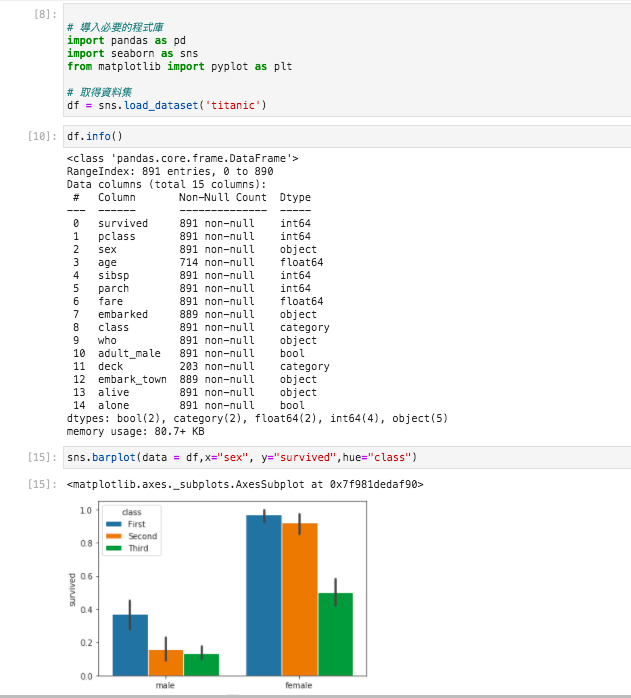 [8]:
# 導入必要的程式庫
import pandas as pd
import seaborn as sns
from matplotlib import pyplot as plt
# 取得資料集
df = sns.load_dataset('titanic')
[10]: df.info()
<class 'pandas.core.frame.DataFrame'>
RangeIndex: 891 entries, 0 to 890
Data columns (total 15 columns):
 #   Column       Non-Null Count  Dtype
---  ------       --------------  -----
 0   survived     891 non-null    int64
 1   pclass       891 non-null    int64
 2   sex          891 non-null    object
 3   age          714 non-null    float64
 4   sibsp        891 non-null    int64
 5   parch        891 non-null    int64
 6   fare         891 non-null    float64
 7   embarked     889 non-null    object
 8   class        891 non-null    category
 9   who          891 non-null    object
 10  adult_male   891 non-null    bool
 11  deck         203 non-null    category
 12  embark_town  889 non-null    object
 13  alive        891 non-null    object
 14  alone        891 non-null    bool
dtypes: bool(2), category(2), float64(2), int64(4), object(5)
memory usage: 80.7+ KB
[15]: sns.barplot(data = df,x="sex", y="survived",hue="class")
[15]: <matplotlib.axes._subplots.AxesSubplot at 0x7f981dedaf90>
class
First
Second
Third
survived
1.0
0.8
0.6
0.4
0.2
0.0
male female